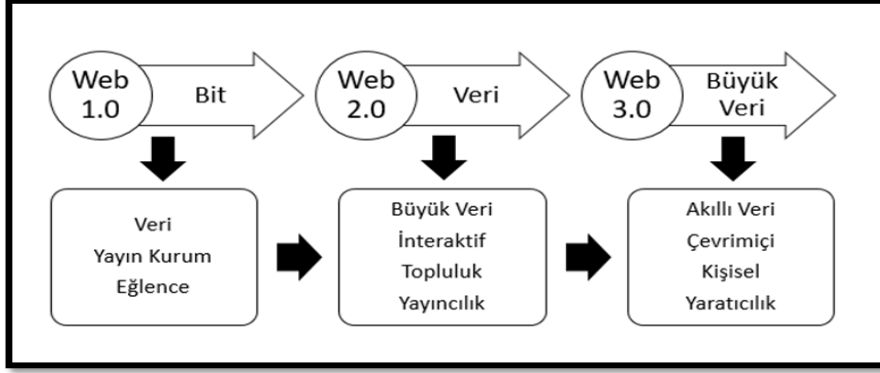 Web
1.0
Bit
Web
2.0
Veri
Web
3.0
Büyük
Veri
Veri
Yayın Kurum
Eğlence
Büyük Veri
İnteraktif
Topluluk
Yayıncılık
Akıllı Veri
Çevrimiçi
Kişisel
Yaratıcılık